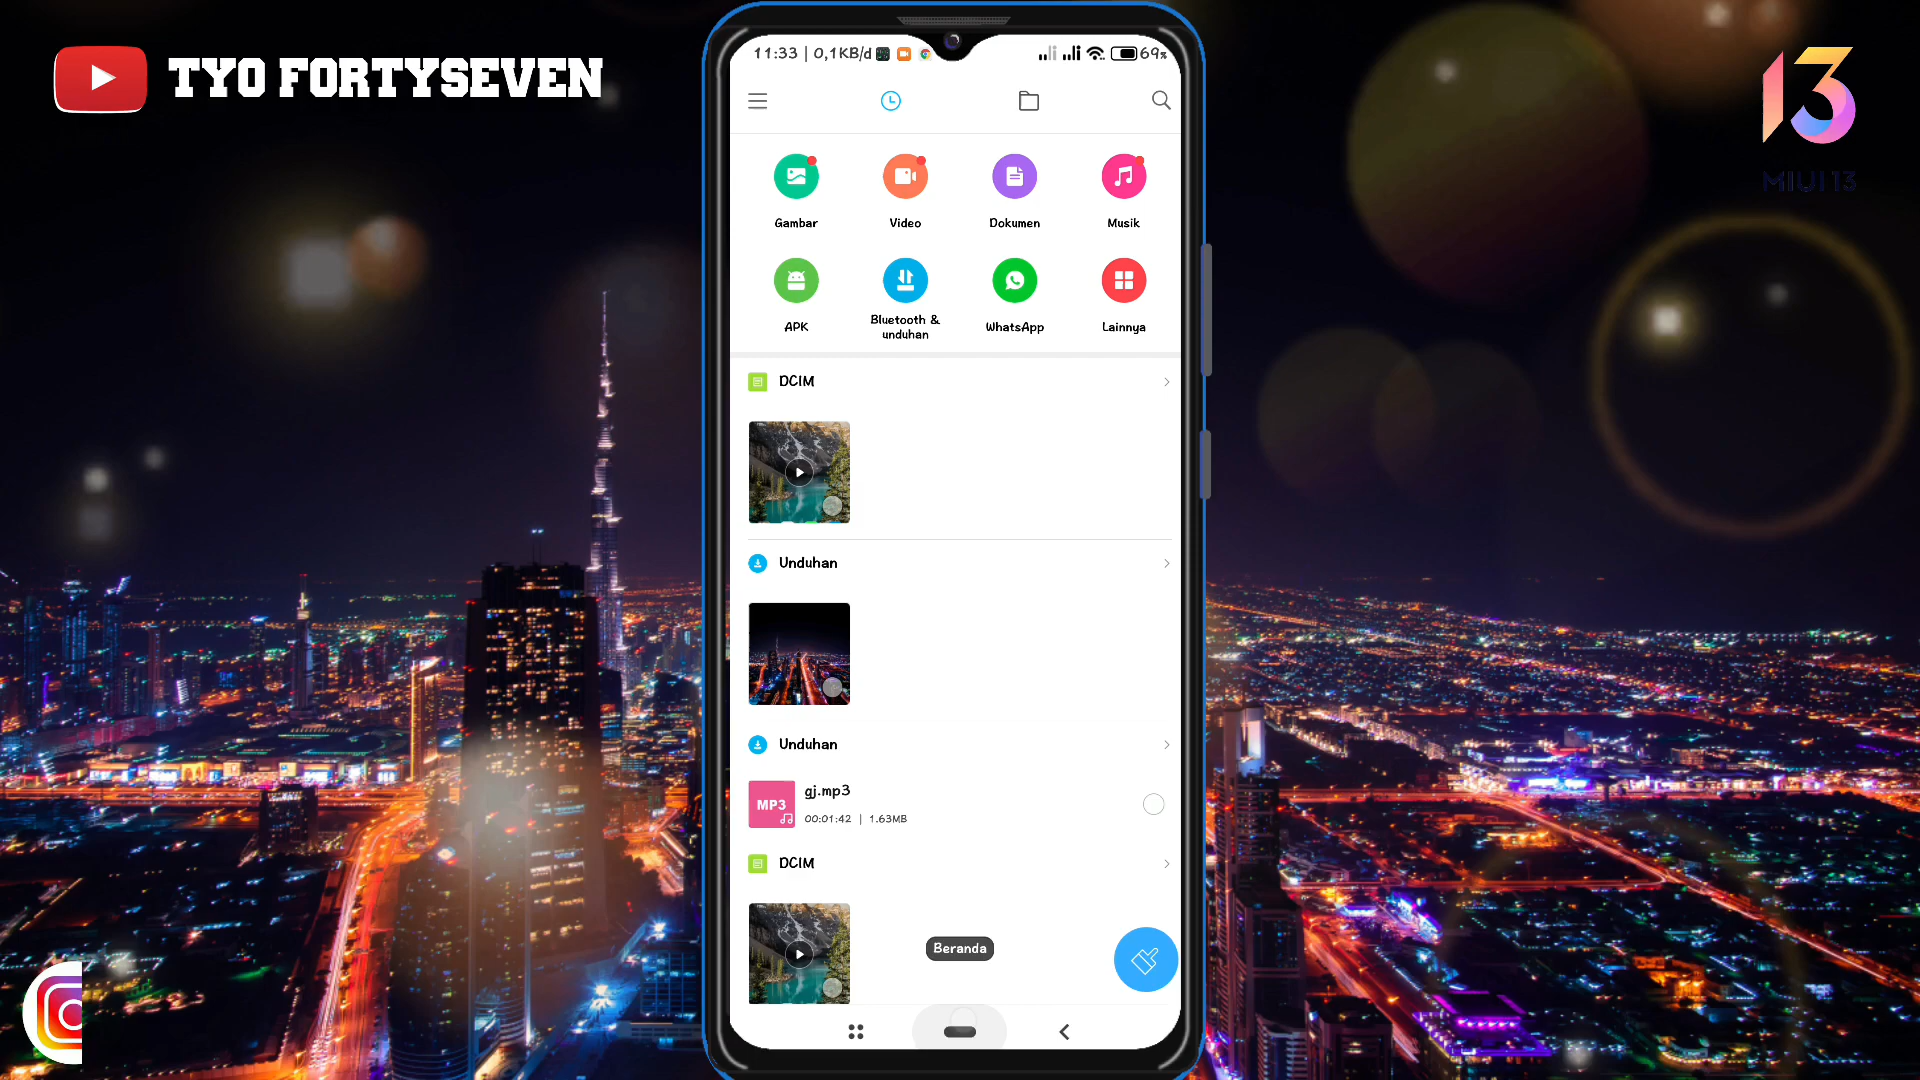 TYO FORTYSEVEN
13
MIUI 13
11:33 | 0,1KB/d
69%
Gambar
Video
Dokumen
Musik
APK
Bluetooth &
unduhan
WhatsApp
Lainnya
DCIM
Unduhan
Unduhan
MP3
gj.mp3
00:01:42 | 1.63MB
DCIM
Beranda